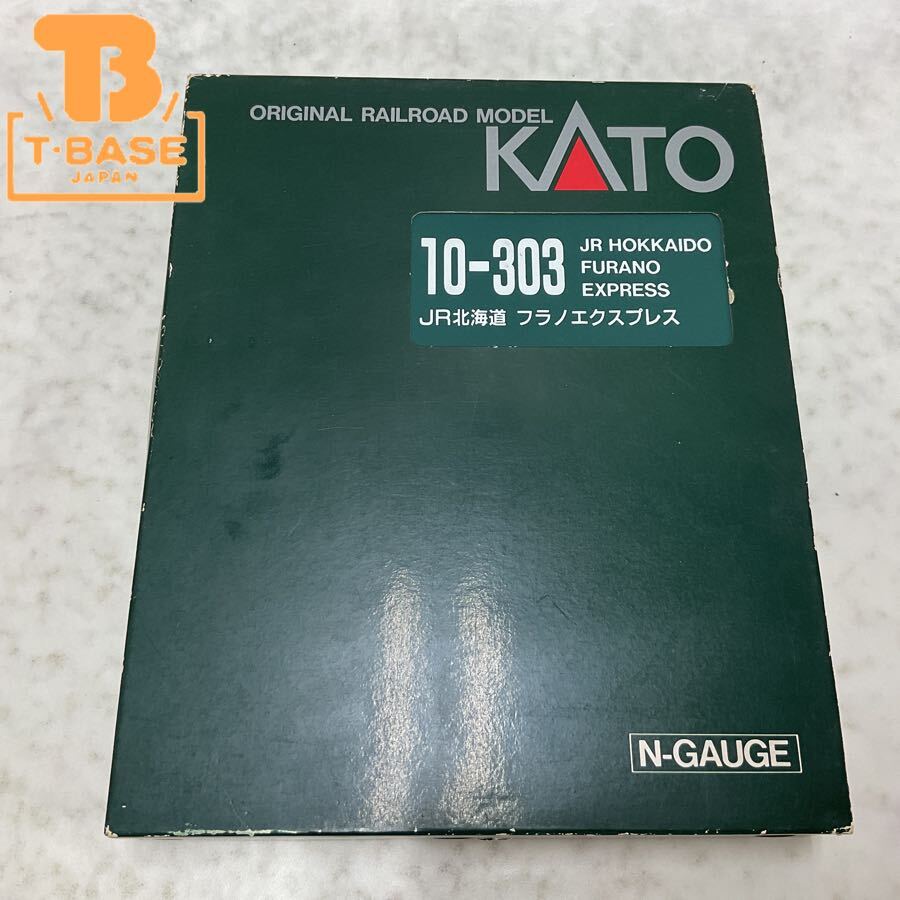 T·BASE
JAPAN
ORIGINAL RAILROAD MODEL
KATO
10-303
JR HOKKAIDO
FURANO
EXPRESS
JR北海道 フラノエクスプレス
N-GAUGE